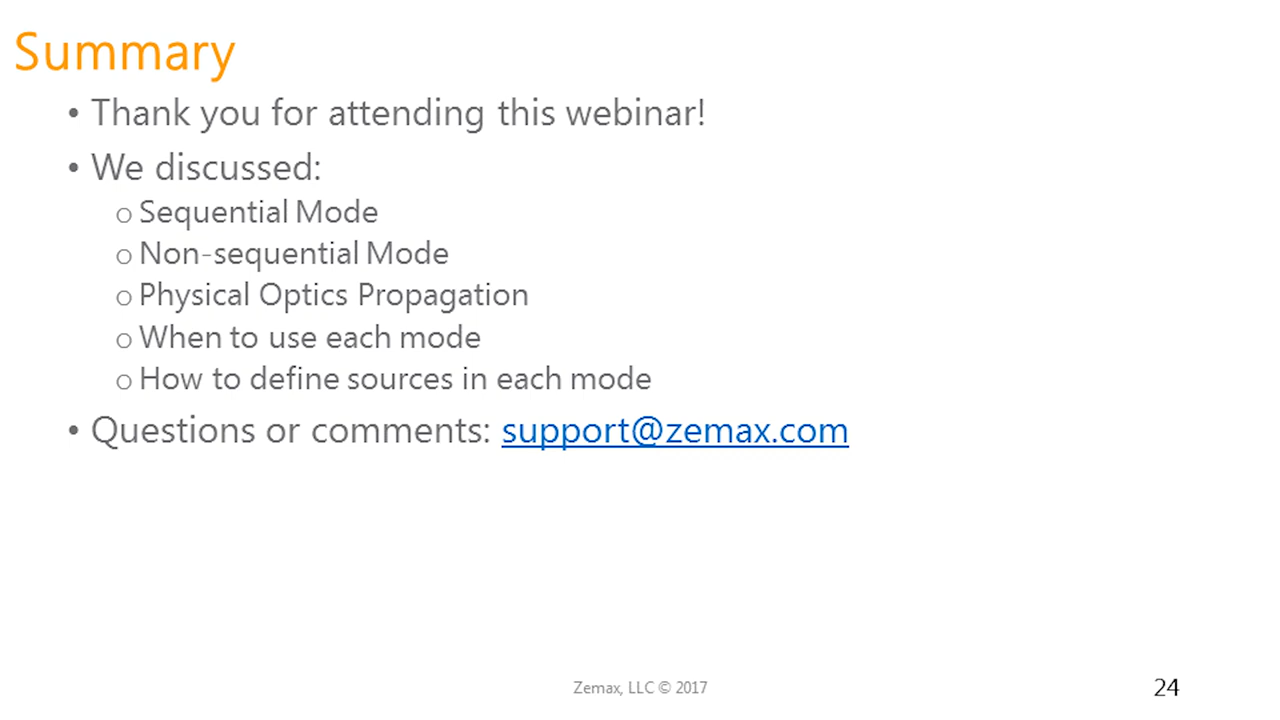 Summary
• Thank you for attending this webinar!
• We discussed:
o Sequential Mode
o Non-sequential Mode
o Physical Optics Propagation
o When to use each mode
o How to define sources in each mode
• Questions or comments: support@zemax.com
Zemax, LLC © 2017
24